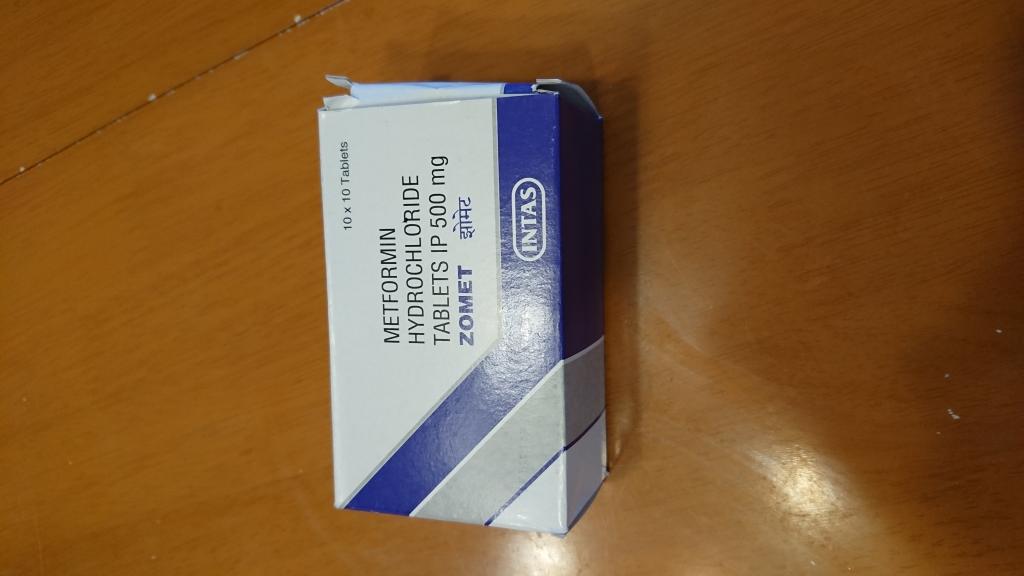 10 x 10 Tablets
METFORMIN
HYDROCHLORIDE
TABLETS IP 500 mg
ZOMET झोमेट
INTAS